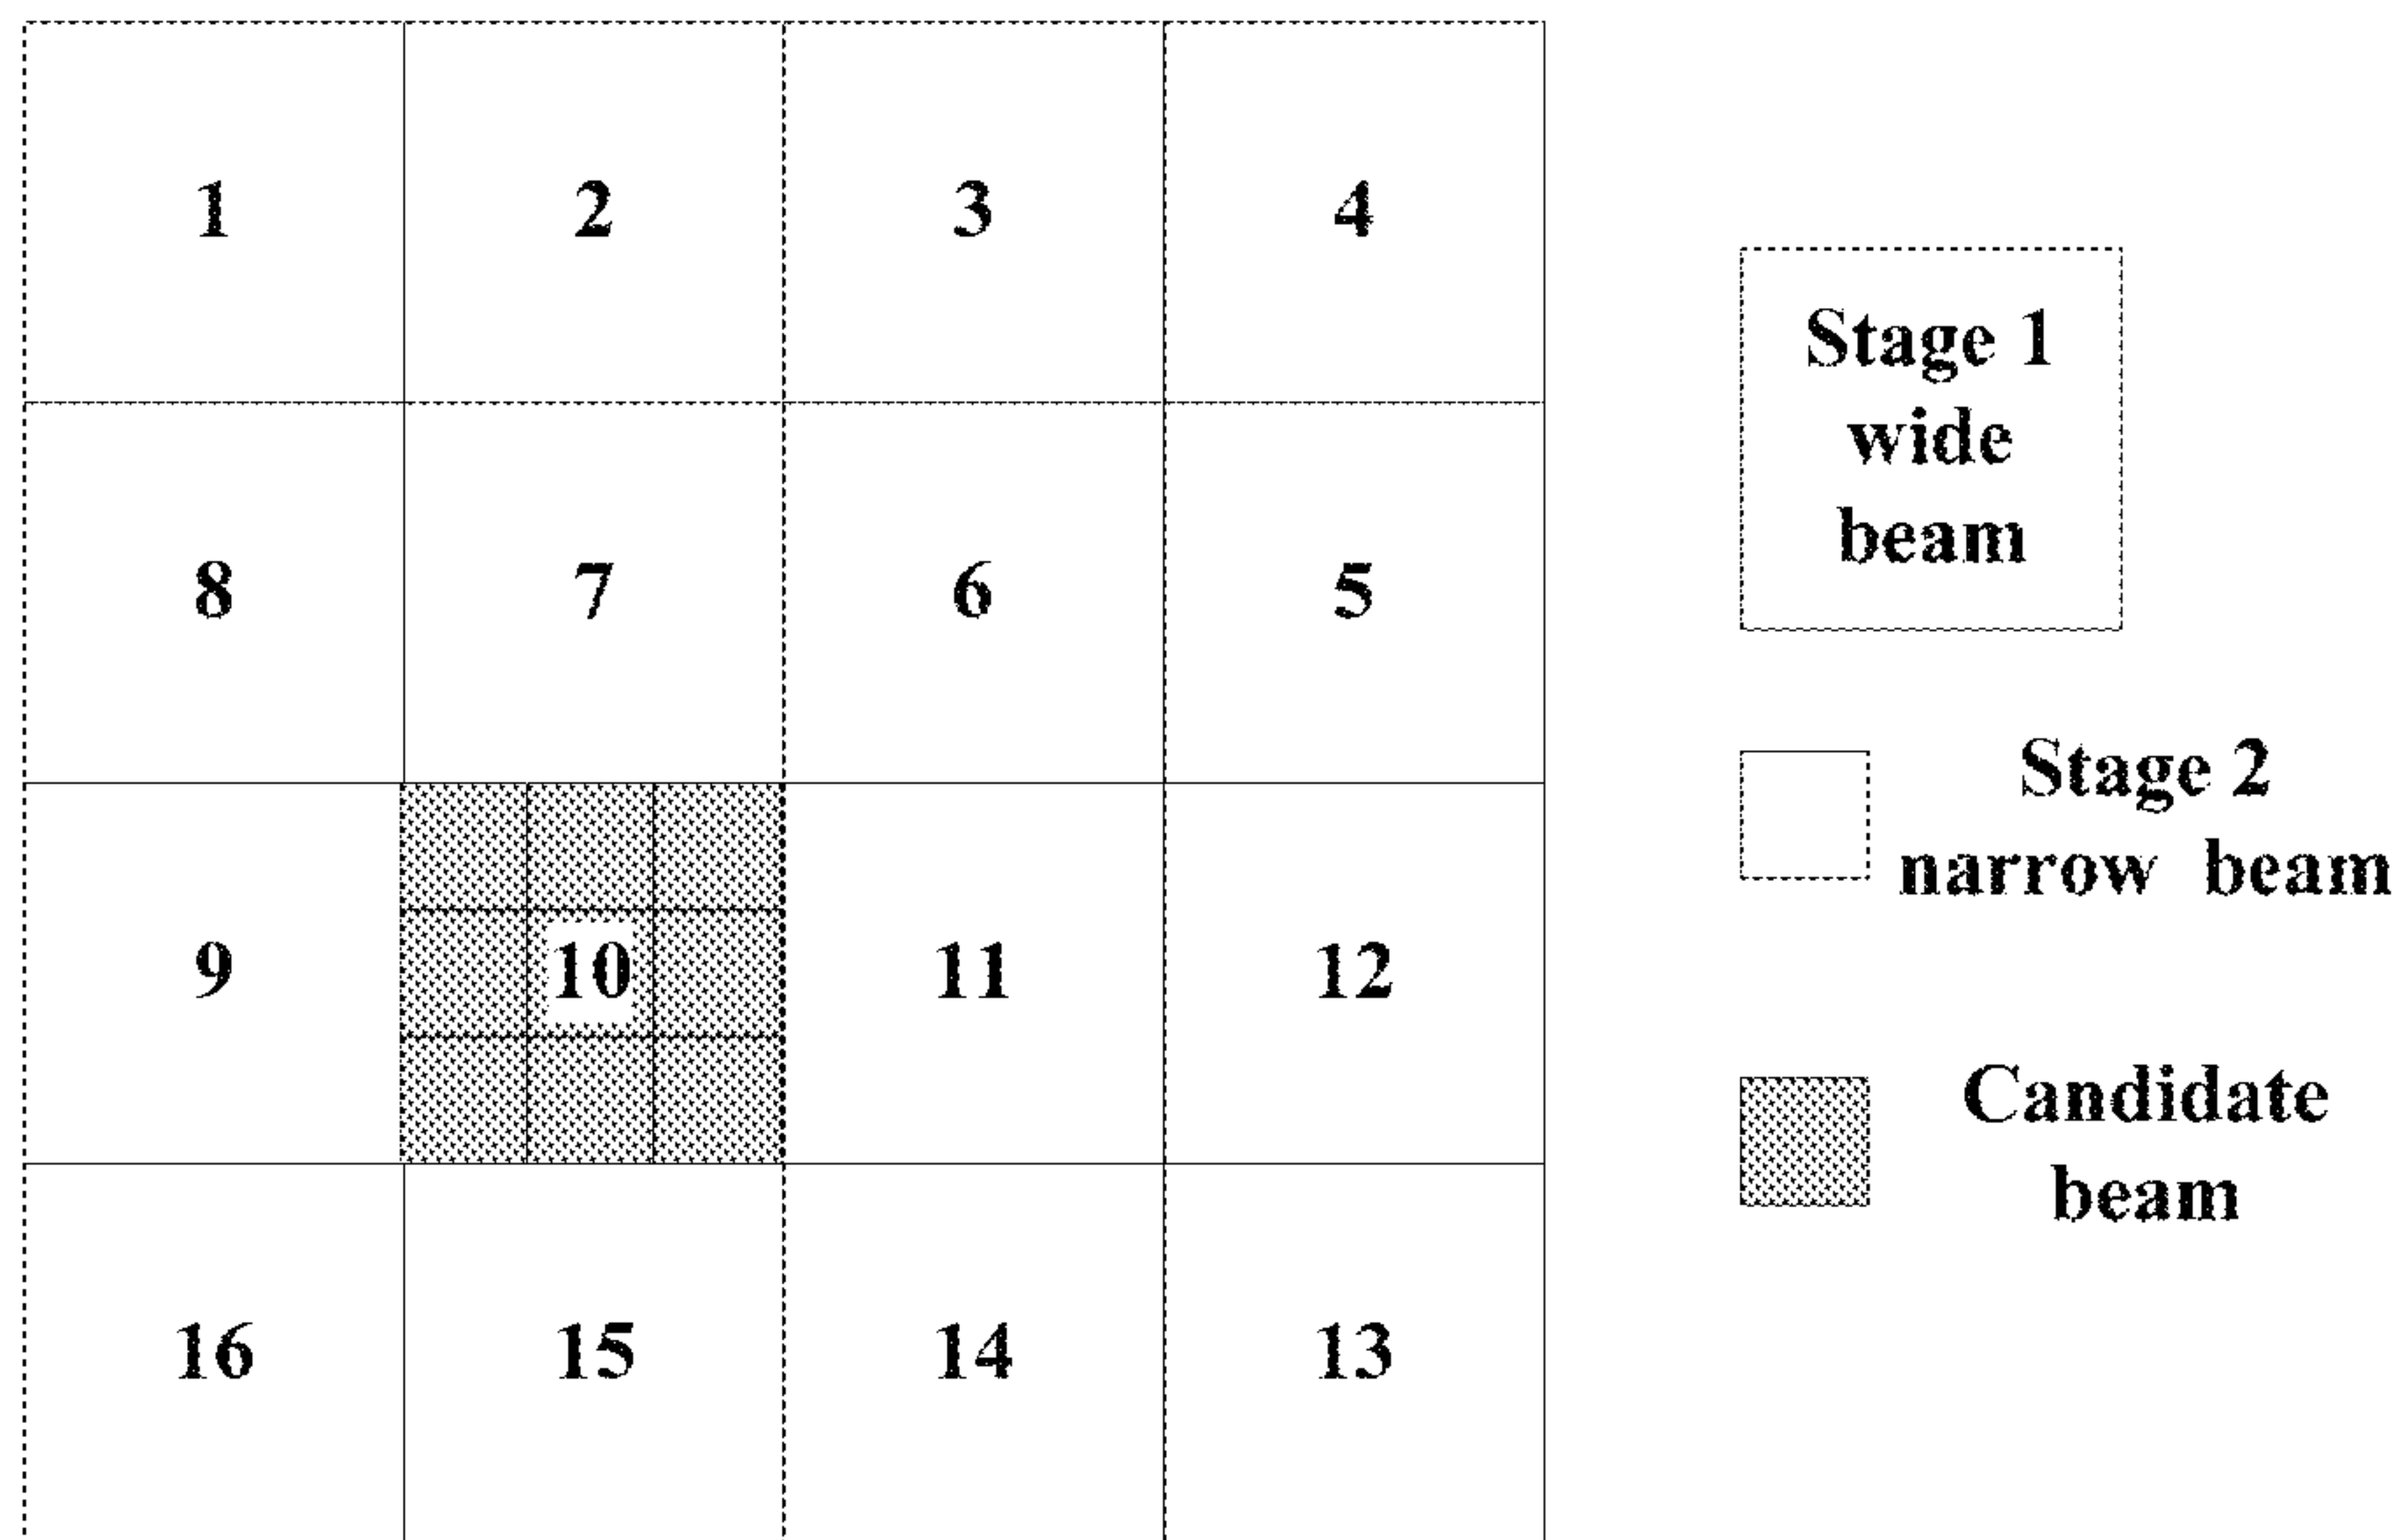 1 2 3 4
8 7 6 5
9 10 11 12
16 15 14 13
Stage 1
wide
beam
Stage 2
narrow beam
Candidate
beam